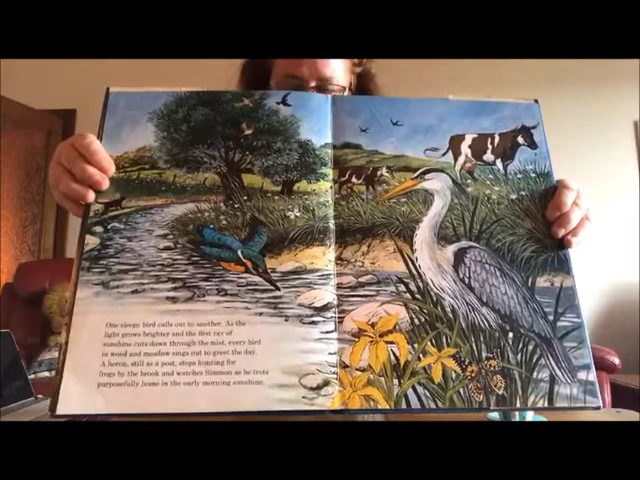 One sleepy bird calls out to another. As the
light grows brighter and the first ray of
sunshine cuts down through the mist, every bird
in wood and meadow sings out to greet the day.
A heron, still as a post, stops hunting for
frogs by the brook and watches Simmon as he trots
purposefully home in the early morning sunshine.